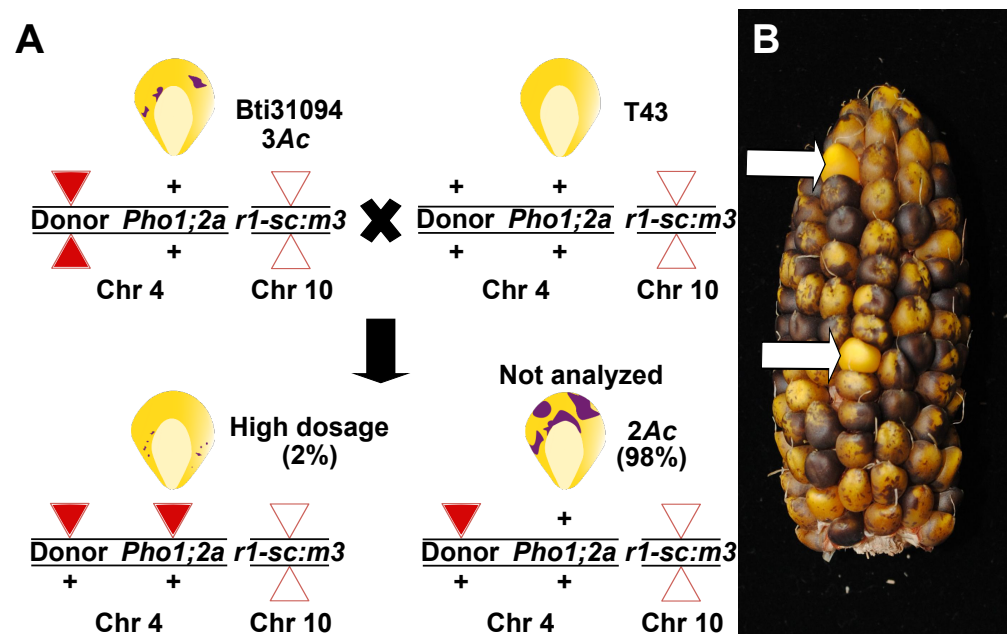 A
B
Bti31094
3Ac
T43
+
+
+
Donor Pho1;2a r1-sc:m3
Donor Pho1;2a r1-sc:m3
+
+
+
Chr 4
Chr 10
Chr 4
Chr 10
Not analyzed
High dosage
(2%)
2Ac
(98%)
+
Donor Pho1;2a r1-sc:m3
Donor Pho1;2a r1-sc:m3
+
+
+
+
Chr 4
Chr 10
Chr 4
Chr 10